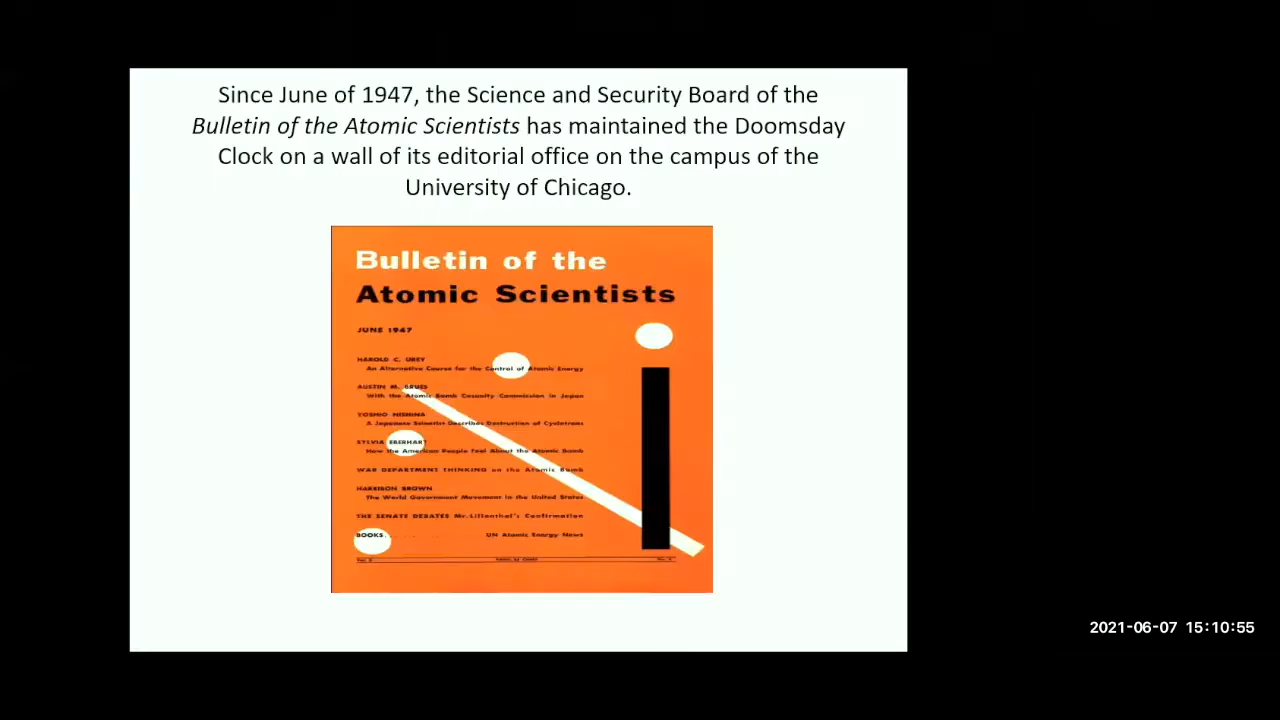 Since June of 1947, the Science and Security Board of the
Bulletin of the Atomic Scientists has maintained the Doomsday
Clock on a wall of its editorial office on the campus of the
University of Chicago.
Bulletin of the
Atomic Scientists
JUNE 1947
HAROLD C. UREY
An Alternative Course for the Control of Atomic Energy
AUSTIN M. BRUES
With the Atomic Bomb Casualty Commission in Japan
YOSHIO NISHINA
A Japanese Scientist Describes Destruction of Cyclotrons
SYLVIA EBERHART
How the American People Feel About the Atomic Bomb
WAR DEPARTMENT THINKING on the Atomic Bomb
HARRISON BROWN
The World Government Movement in the United States
THE SENATE DEBATES Mr. Lilienthal's Confirmation
BOOKS . . . . . . . . . . UN Atomic Energy News
2021-06-07 15:10:55